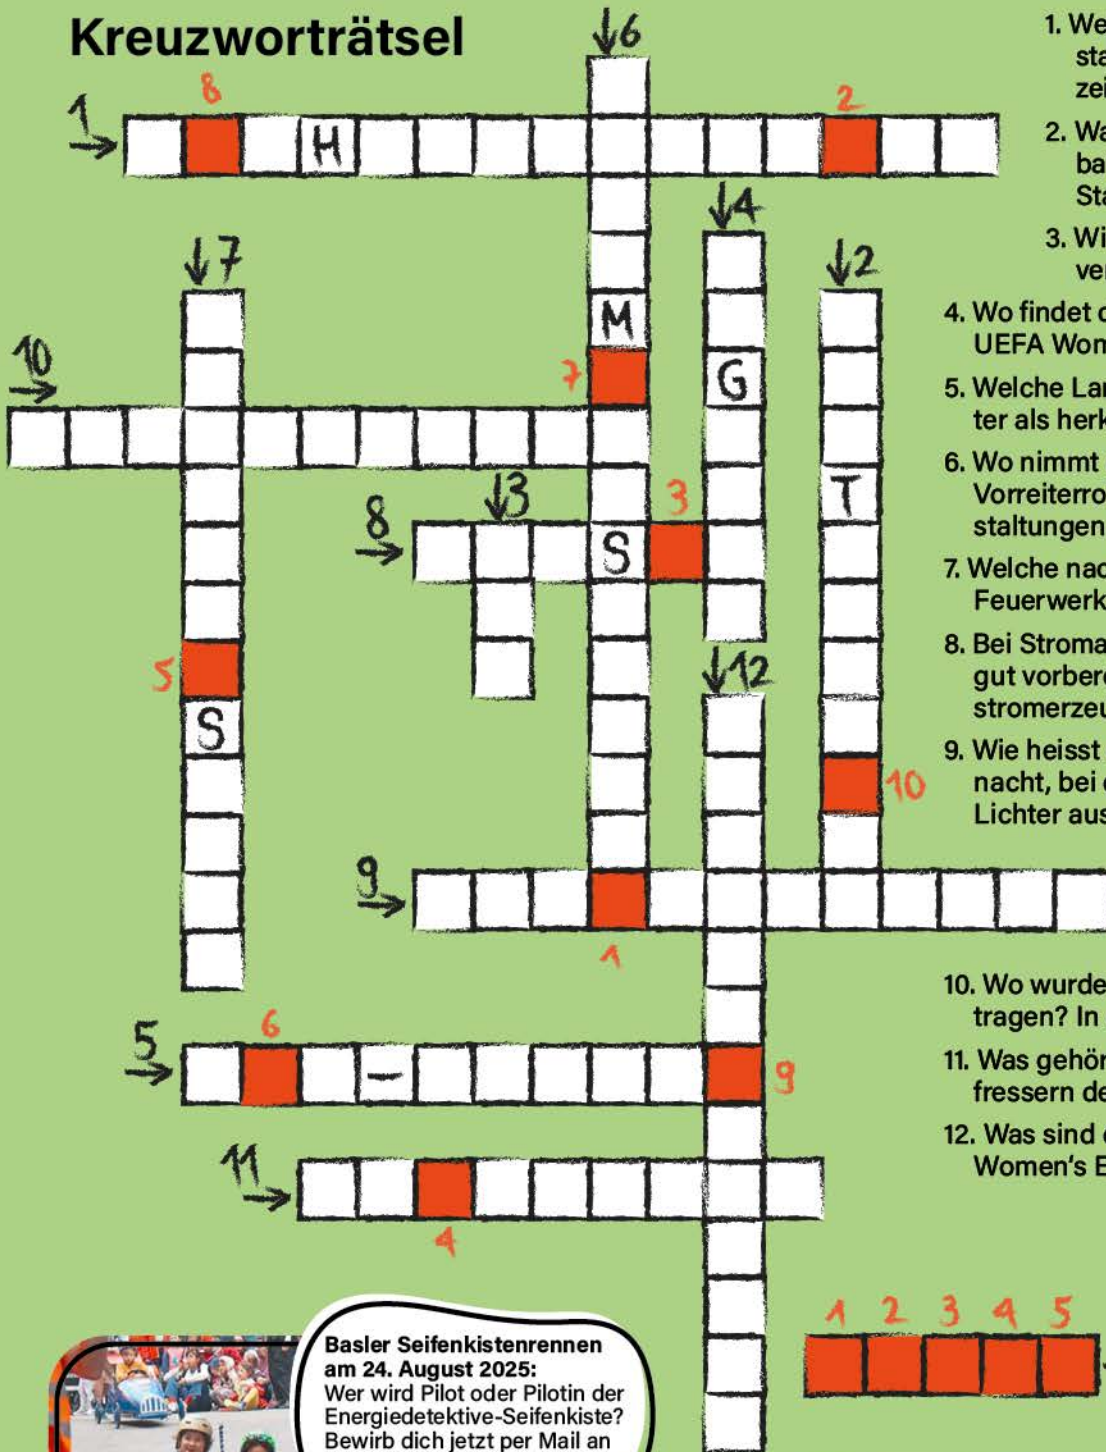 Kreuzworträtsel
↓6
8
2
1 →
H
↓4
↓7
↓2
M
10 →
7
G
↓3
3
T
8 →
S
5
↓12
S
10
9 →
1
6
5 →
–
9
11 →
4
1. We
sta
zei
2. Wa
ba
Sta
3. Wi
ver
4. Wo findet d
UEFA Wom
5. Welche Lam
ter als herk
6. Wo nimmt
Vorreiterro
staltungen
7. Welche nac
Feuerwerk
8. Bei Stroma
gut vorbere
stromerzeu
9. Wie heisst
nacht, bei d
Lichter aus
10. Wo wurde
tragen? In
11. Was gehör
fressern de
12. Was sind d
Women's E
1 2 3 4 5
Basler Seifenkistenrennen
am 24. August 2025:
Wer wird Pilot oder Pilotin der
Energiedetektive-Seifenkiste?
Bewirb dich jetzt per Mail an